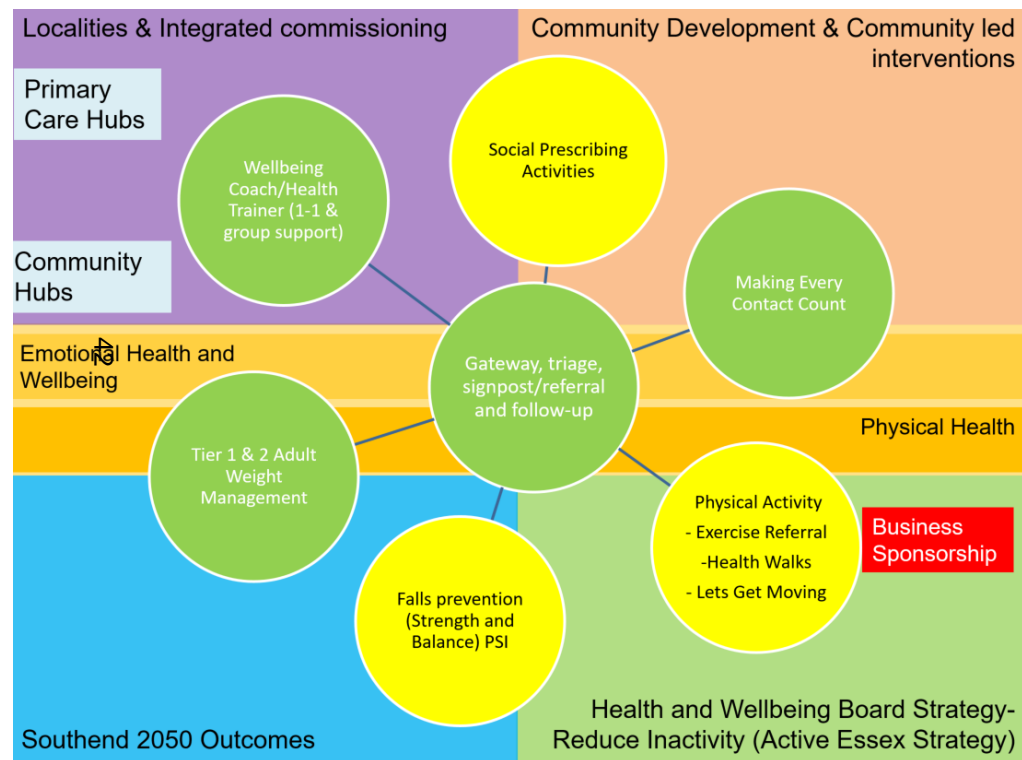 Localities & Integrated commissioning
Community Development & Community led
interventions
Primary
Care Hubs
Wellbeing
Coach/Health
Trainer (1-1 &
group support)
Social Prescribing
Activities
Community
Hubs
Making Every
Contact Count
Emotional Health and
Wellbeing
27
Gateway, triage,
signpost/referral
and follow-up
Physical Health
Tier 1 & 2 Adult
Weight
Management
Physical Activity
- Exercise Referral
-Health Walks
- Lets Get Moving
Business
Sponsorship
Falls prevention
(Strength and
Balance) PSI
Southend 2050 Outcomes
Health and Wellbeing Board Strategy-
Reduce Inactivity (Active Essex Strategy)